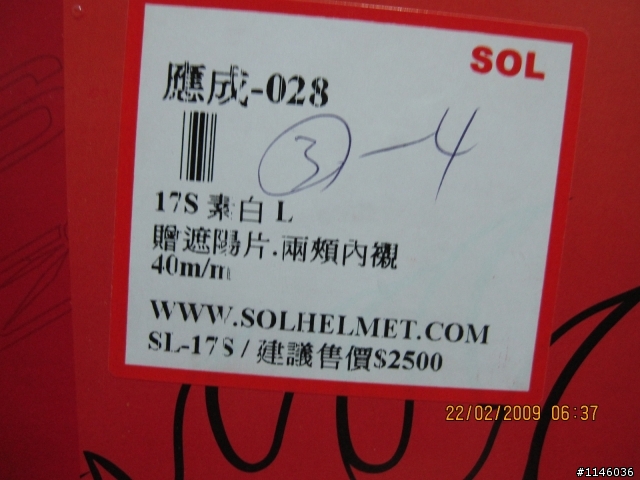 SOL
應成-028
③-4
17S 素白 L
贈遮陽片.兩頰內襯
40m/m
WWW.SOLHELMET.COM
SL-17S / 建議售價$2500
22/02/2009 06:37
#1146036